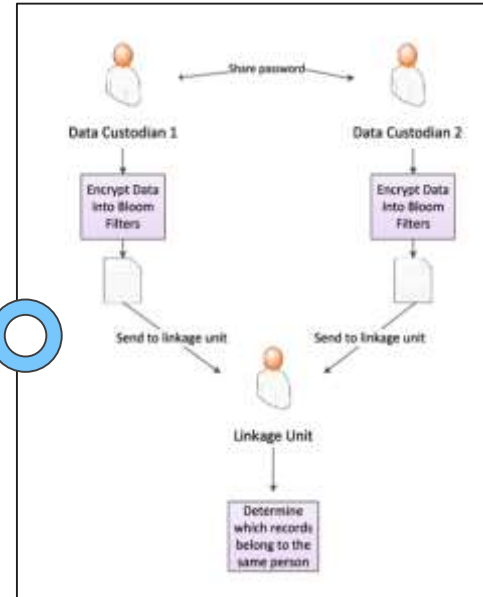 Share password
Data Custodian 1
Data Custodian 2
Encrypt Data
Into Bloom
Filters
Encrypt Data
Into Bloom
Filters
Send to linkage unit
Send to linkage unit
Linkage Unit
Determine
which records
belong to the
same person